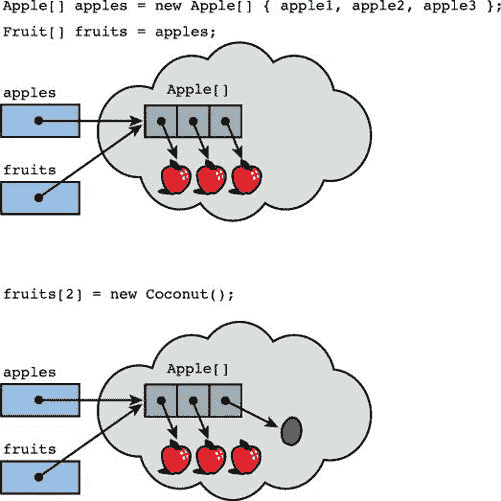 Apple[] apples = new Apple[] { apple1, apple2, apple3 };
Fruit[] fruits = apples;
Apple[]
apples
fruits
fruits[2] = new Coconut();
Apple[]
apples
fruits